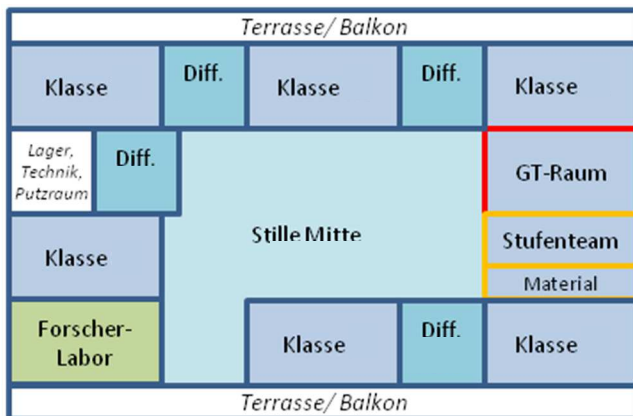 Terrasse/ Balkon
Klasse
Diff.
Klasse
Diff.
Klasse
Lager,
Technik,
Putzraum
Diff.
GT-Raum
Stille Mitte
Stufenteam
Klasse
Material
Forscher-
Labor
Klasse
Diff.
Klasse
Terrasse/ Balkon